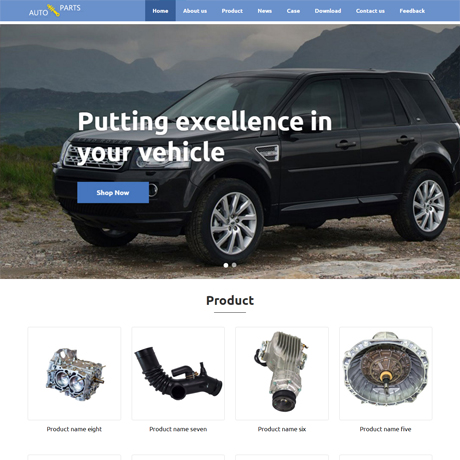 AUTO PARTS
Home About us Product News Case Download Contact us Feedback
Putting excellence in
your vehicle
Shop Now
Product
Product name eight Product name seven Product name six Product name five